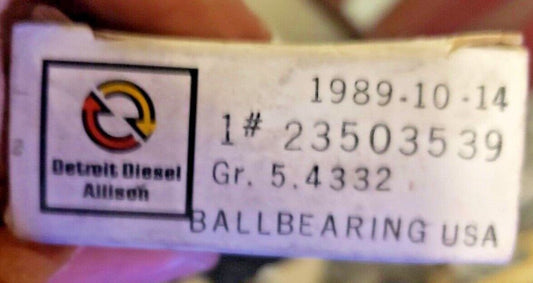 1989-10-14
1# 23503539
Detroit Diesel
Allison
Gr. 5.4332
BALLBEARING USA